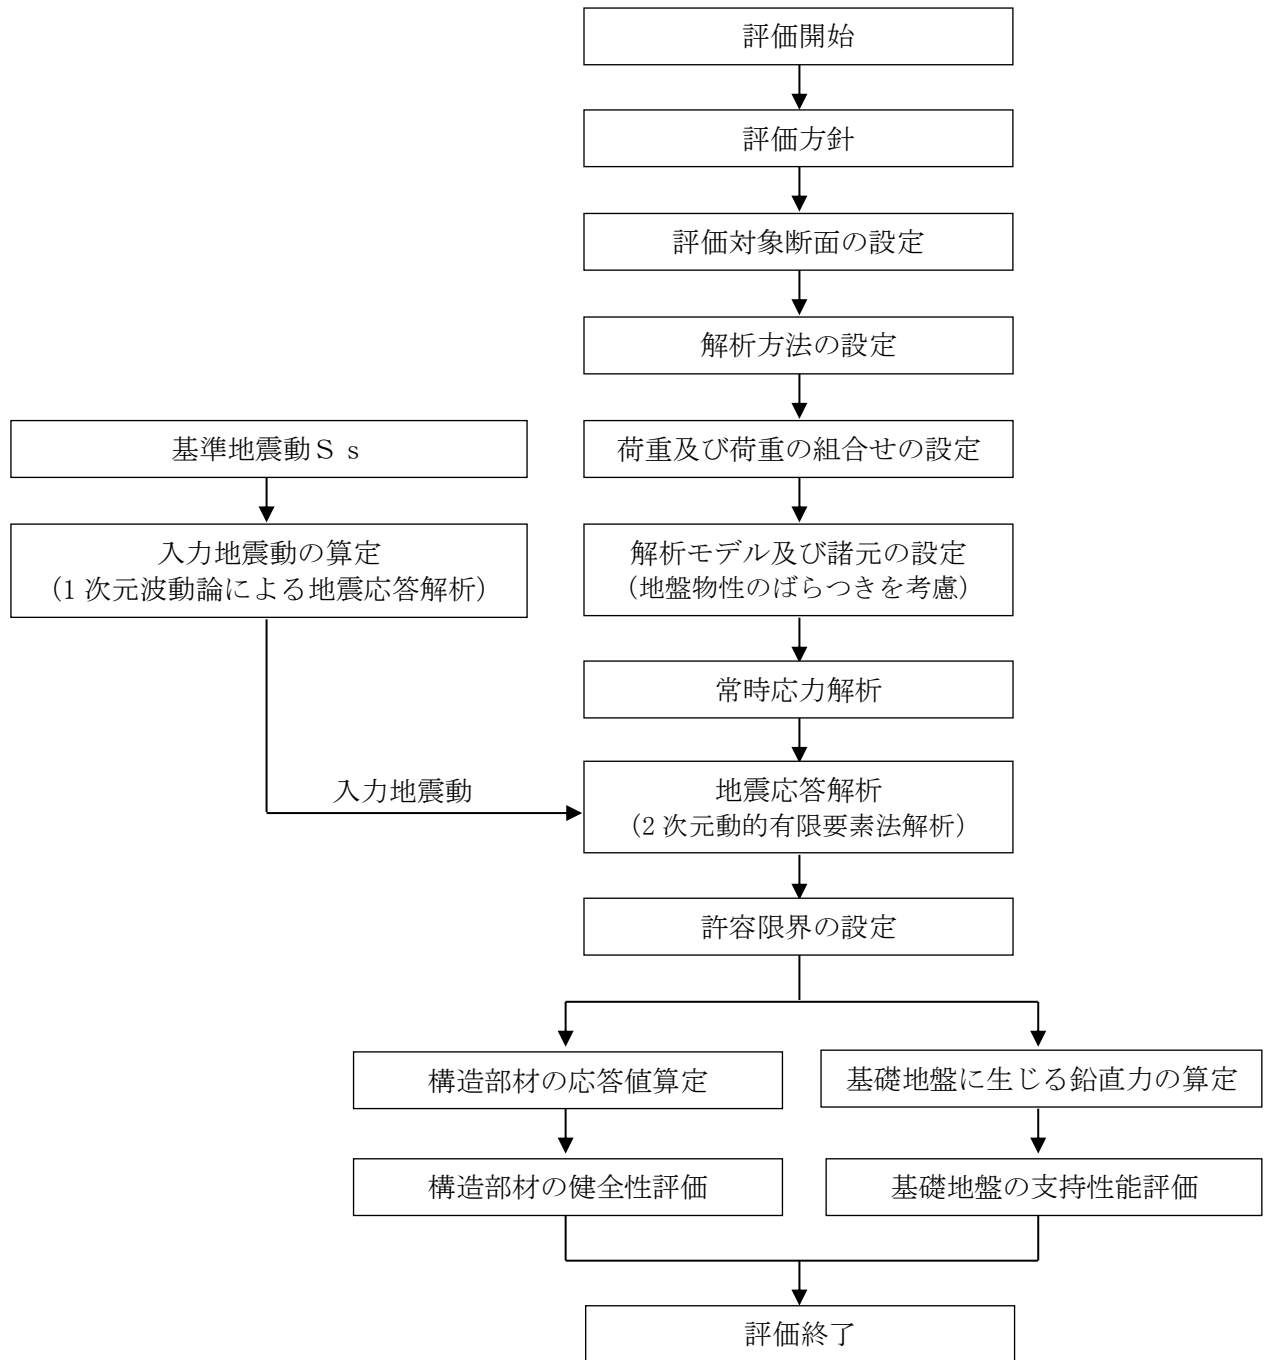 評価開始
評価方針
評価対象断面の設定
解析方法の設定
基準地震動Ｓｓ
荷重及び荷重の組合せの設定
入力地震動の算定
(1 次元波動論による地震応答解析)
解析モデル及び諸元の設定
(地盤物性のばらつきを考慮)
常時応力解析
入力地震動
地震応答解析
(2 次元動的有限要素法解析)
許容限界の設定
構造部材の応答値算定
基礎地盤に生じる鉛直力の算定
構造部材の健全性評価
基礎地盤の支持性能評価
評価終了